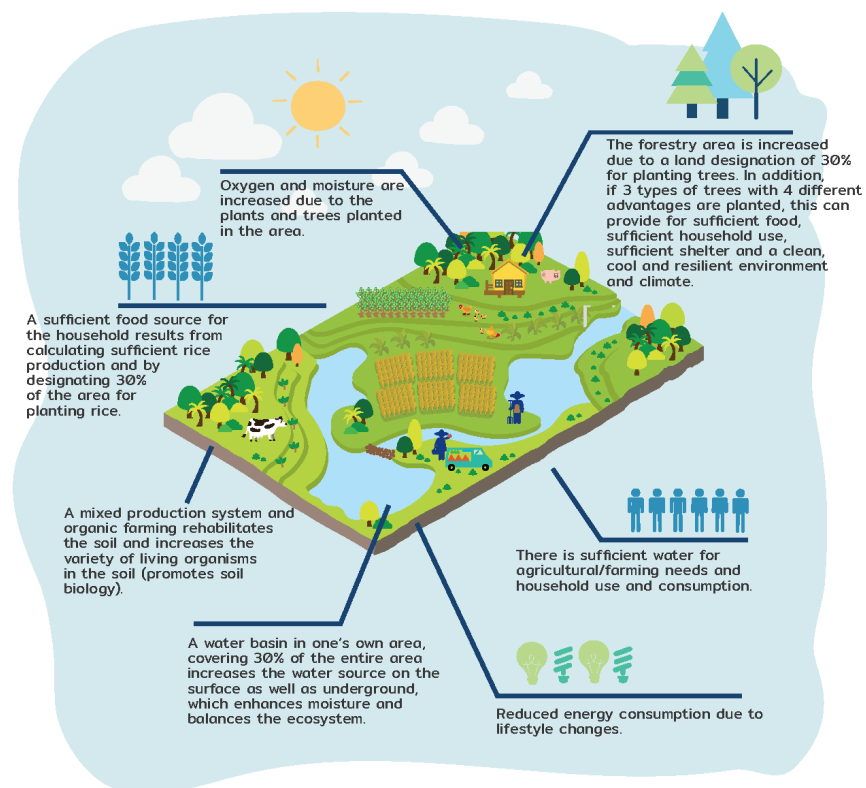 The forestry area is increased
due to a land designation of 30%
for planting trees. In addition,
if 3 types of trees with 4 different
advantages are planted, this can
provide for sufficient food,
sufficient household use,
sufficient shelter and a clean,
cool and resilient environment
and climate.
Oxygen and moisture are
increased due to the
plants and trees planted
in the area.
A sufficient food source for
the household results from
calculating sufficient rice
production and by
designating 30%
of the area for
planting rice.
A mixed production system and
organic farming rehabilitates
the soil and increases the
variety of living organisms
in the soil (promotes soil
biology).
There is sufficient water for
agricultural/farming needs and
household use and consumption.
A water basin in one's own area,
covering 30% of the entire area
increases the water source on the
surface as well as underground,
which enhances moisture and
balances the ecosystem.
Reduced energy consumption due to
lifestyle changes.